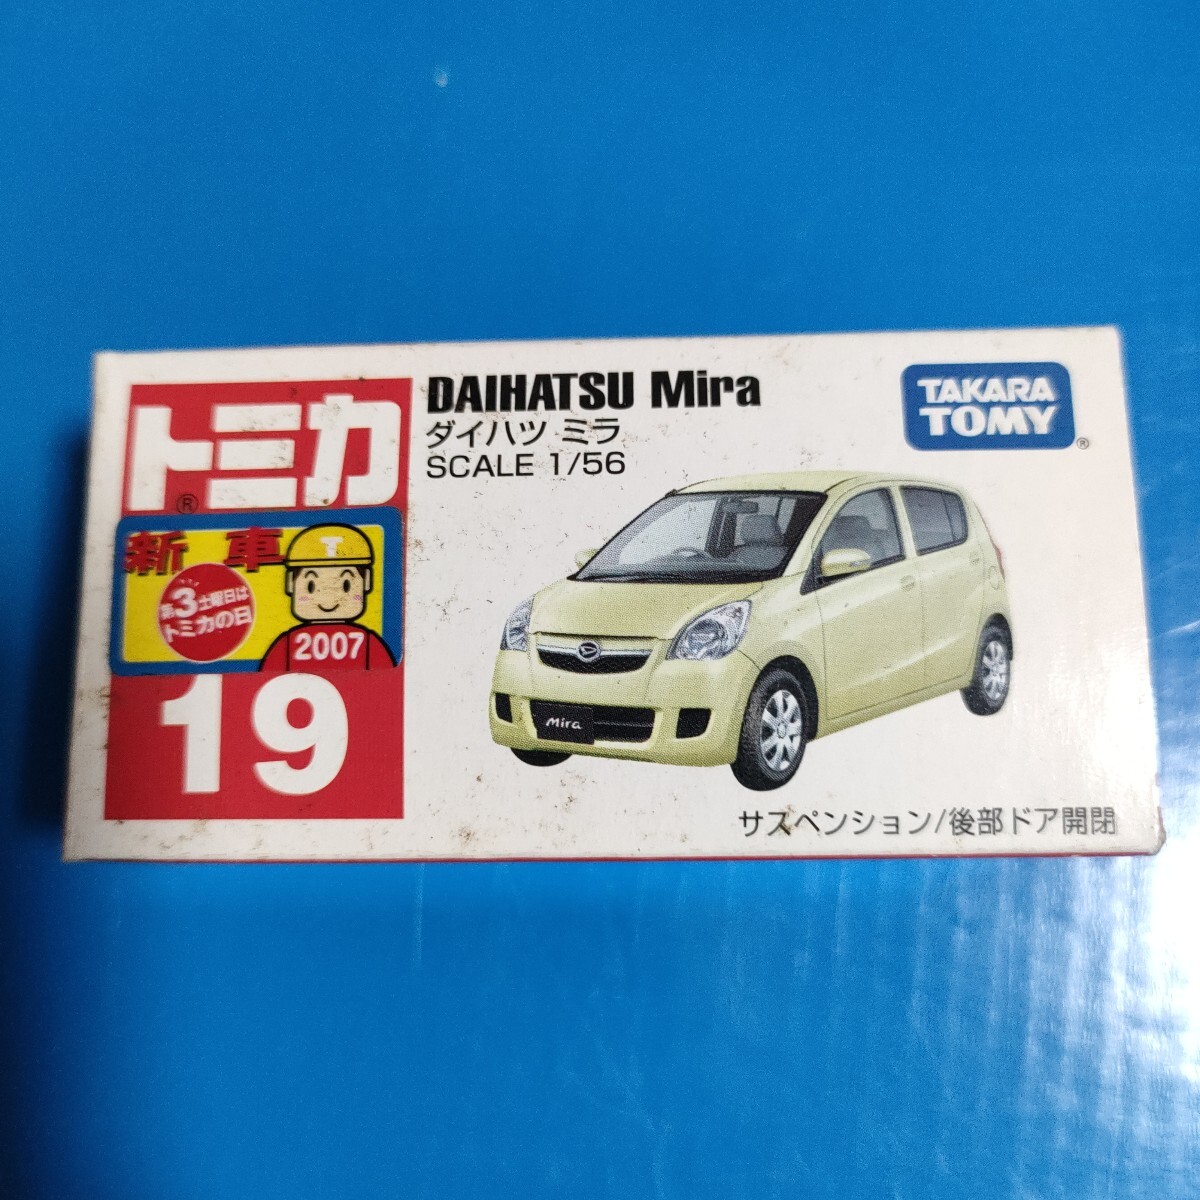 トミカ
®
新車
第3土曜日は
トミカの日
T
2007
19
DAIHATSU Mira
ダイハツ ミラ
SCALE 1/56
TAKARA
TOMY
®
Mira
サスペンション/後部ドア開閉